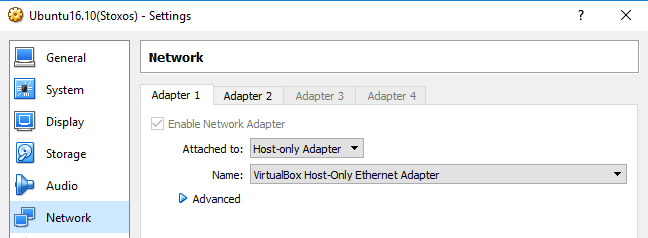 Ubuntu16.10(Stoxos) - Settings
?
General
System
Display
Storage
Audio
Network
Network
Adapter 1 Adapter 2 Adapter 3 Adapter 4
Enable Network Adapter
Attached to: Host-only Adapter
Name: VirtualBox Host-Only Ethernet Adapter
Advanced